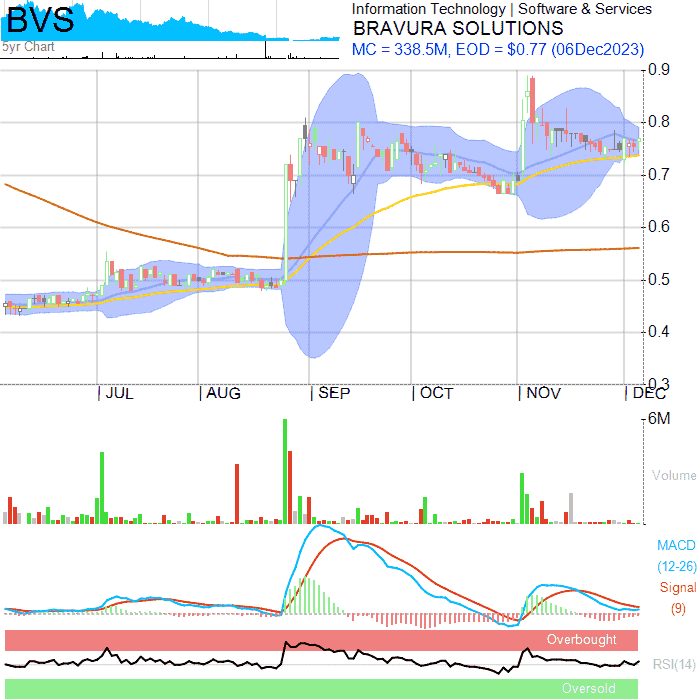 BVS
5yr Chart
Information Technology | Software & Services
BRAVURA SOLUTIONS
MC = 338.5M, EOD = $0.77 (06Dec2023)
0.9
0.8
0.7
0.6
0.5
0.4
0.3
| JUL
| AUG
| SEP
| OCT
| NOV
| DEC
6M
Volume
MACD
(12-26)
Signal
(9)
Overbought
RSI(14)
Oversold